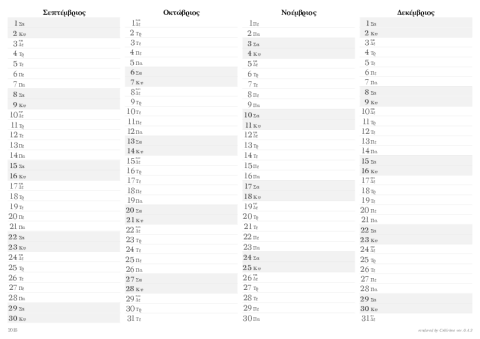 Σεπτέμβριος
1 Σα
2 Κυ
3 Δε
4 Τρ
5 Τε
6 Πε
7 Πα
8 Σα
9 Κυ
10 Δε
11 Τρ
12 Τε
13 Πε
14 Πα
15 Σα
16 Κυ
17 Δε
18 Τρ
19 Τε
20 Πε
21 Πα
22 Σα
23 Κυ
24 Δε
25 Τρ
26 Τε
27 Πε
28 Πα
29 Σα
30 Κυ
Οκτώβριος
1 Δε
2 Τρ
3 Τε
4 Πε
5 Πα
6 Σα
7 Κυ
8 Δε
9 Τρ
10 Τε
11 Πε
12 Πα
13 Σα
14 Κυ
15 Δε
16 Τρ
17 Τε
18 Πε
19 Πα
20 Σα
21 Κυ
22 Δε
23 Τρ
24 Τε
25 Πε
26 Πα
27 Σα
28 Κυ
29 Δε
30 Τρ
31 Τε
Νοέμβριος
1 Πε
2 Πα
3 Σα
4 Κυ
5 Δε
6 Τρ
7 Τε
8 Πε
9 Πα
10 Σα
11 Κυ
12 Δε
13 Τρ
14 Τε
15 Πε
16 Πα
17 Σα
18 Κυ
19 Δε
20 Τρ
21 Τε
22 Πε
23 Πα
24 Σα
25 Κυ
26 Δε
27 Τρ
28 Τε
29 Πε
30 Πα
Δεκέμβριος
1 Σα
2 Κυ
3 Δε
4 Τρ
5 Τε
6 Πε
7 Πα
8 Σα
9 Κυ
10 Δε
11 Τρ
12 Τε
13 Πε
14 Πα
15 Σα
16 Κυ
17 Δε
18 Τρ
19 Τε
20 Πε
21 Πα
22 Σα
23 Κυ
24 Δε
25 Τρ
26 Τε
27 Πε
28 Πα
29 Σα
30 Κυ
31 Δε